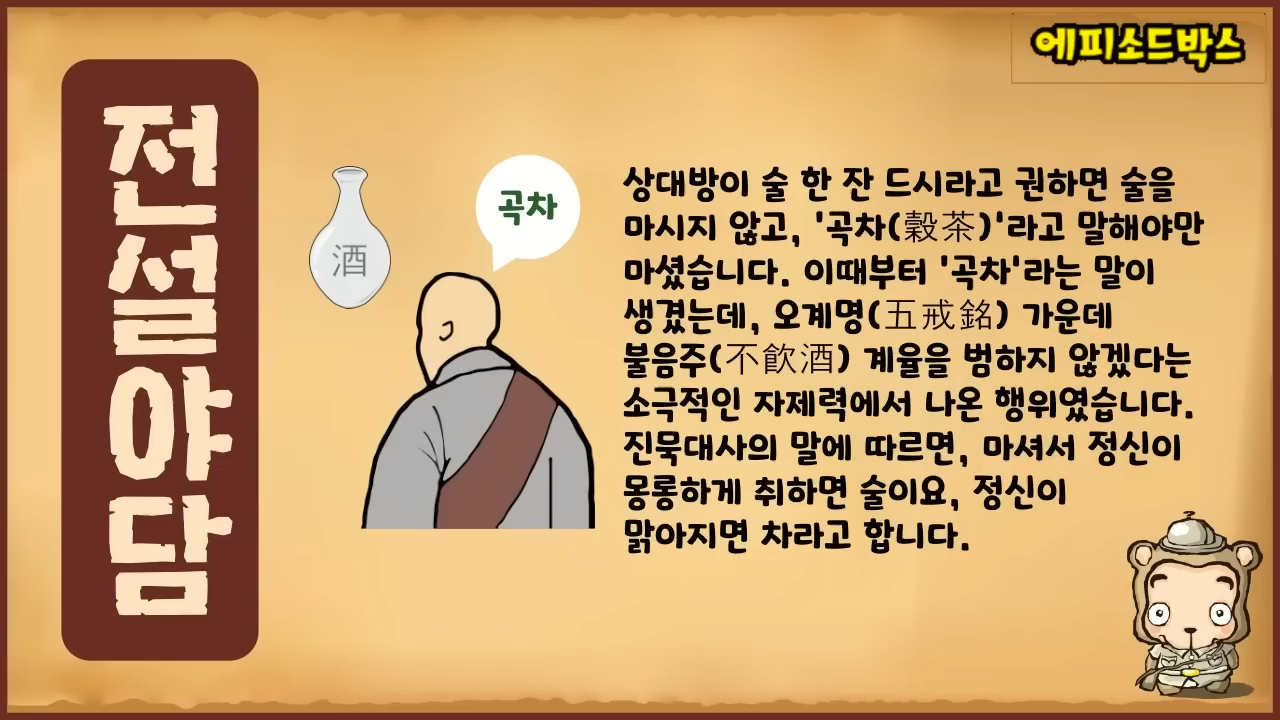 에피소드박스
전설야담
酒
곡차
상대방이 술 한 잔 드시라고 권하면 술을
마시지 않고, '곡차(穀茶)'라고 말해야만
마셨습니다. 이때부터 '곡차'라는 말이
생겼는데, 오계명(五戒銘) 가운데
불음주(不飮酒) 계율을 범하지 않겠다는
소극적인 자제력에서 나온 행위였습니다.
진묵대사의 말에 따르면, 마셔서 정신이
몽롱하게 취하면 술이요, 정신이
맑아지면 차라고 합니다.